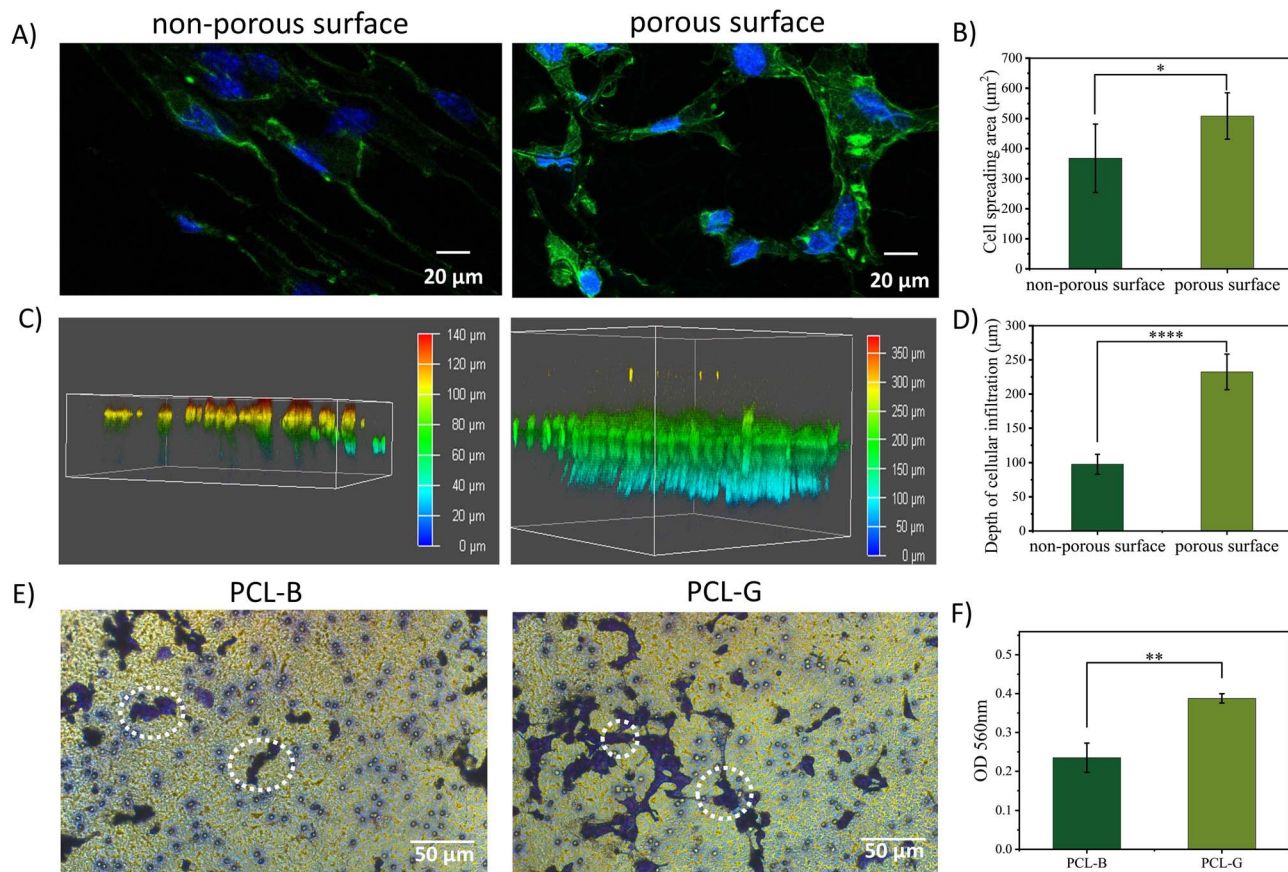 A)
non-porous surface
porous surface
20 µm
20 µm
B)
Cell spreading area (µm²)
700
600
500
400
300
200
100
0
*
non-porous surface
porous surface
C)
140 µm
120 µm
100 µm
80 µm
60 µm
40 µm
20 µm
0 µm
350 µm
300 µm
250 µm
200 µm
150 µm
100 µm
50 µm
0 µm
D)
Depth of cellular infiltration (µm)
300
250
200
150
100
50
0
****
non-porous surface
porous surface
E)
PCL-B
PCL-G
50 µm
50 µm
F)
OD 560nm
0.5
0.4
0.3
0.2
0.1
0.0
**
PCL-B
PCL-G